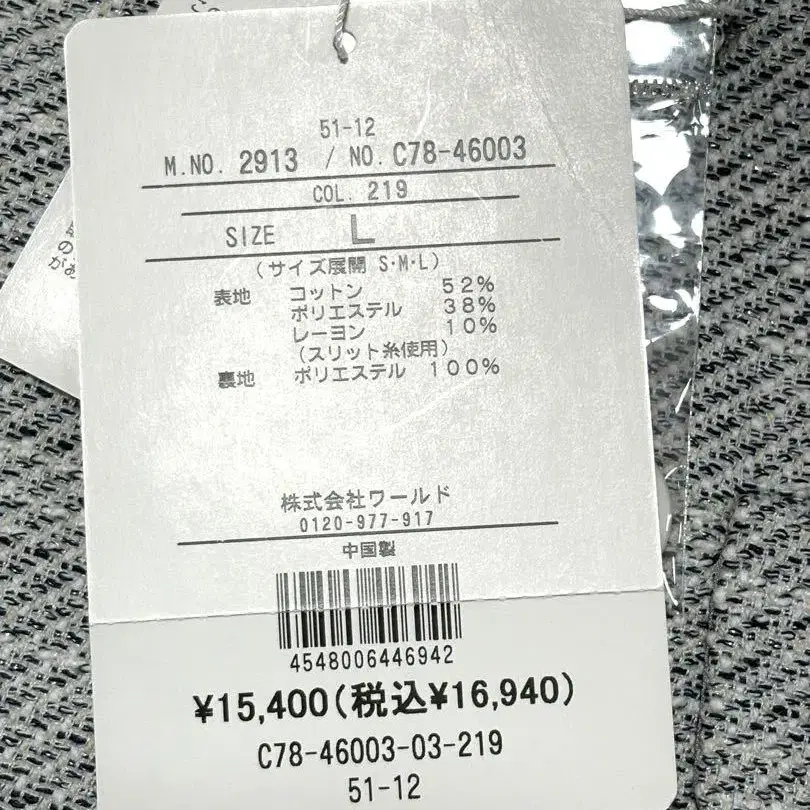 51-12
M.NO. 2913 / NO. C78-46003
COL. 219
SIZE L
(サイズ展開 S･M･L)
表地 コットン 52%
ポリエステル 38%
レーヨン 10%
(スリット糸使用)
裏地 ポリエステル 100%
株式会社ワールド
0120-977-917
中国製
4548006446942
¥15,400(税込¥16,940)
C78-46003-03-219
51-12